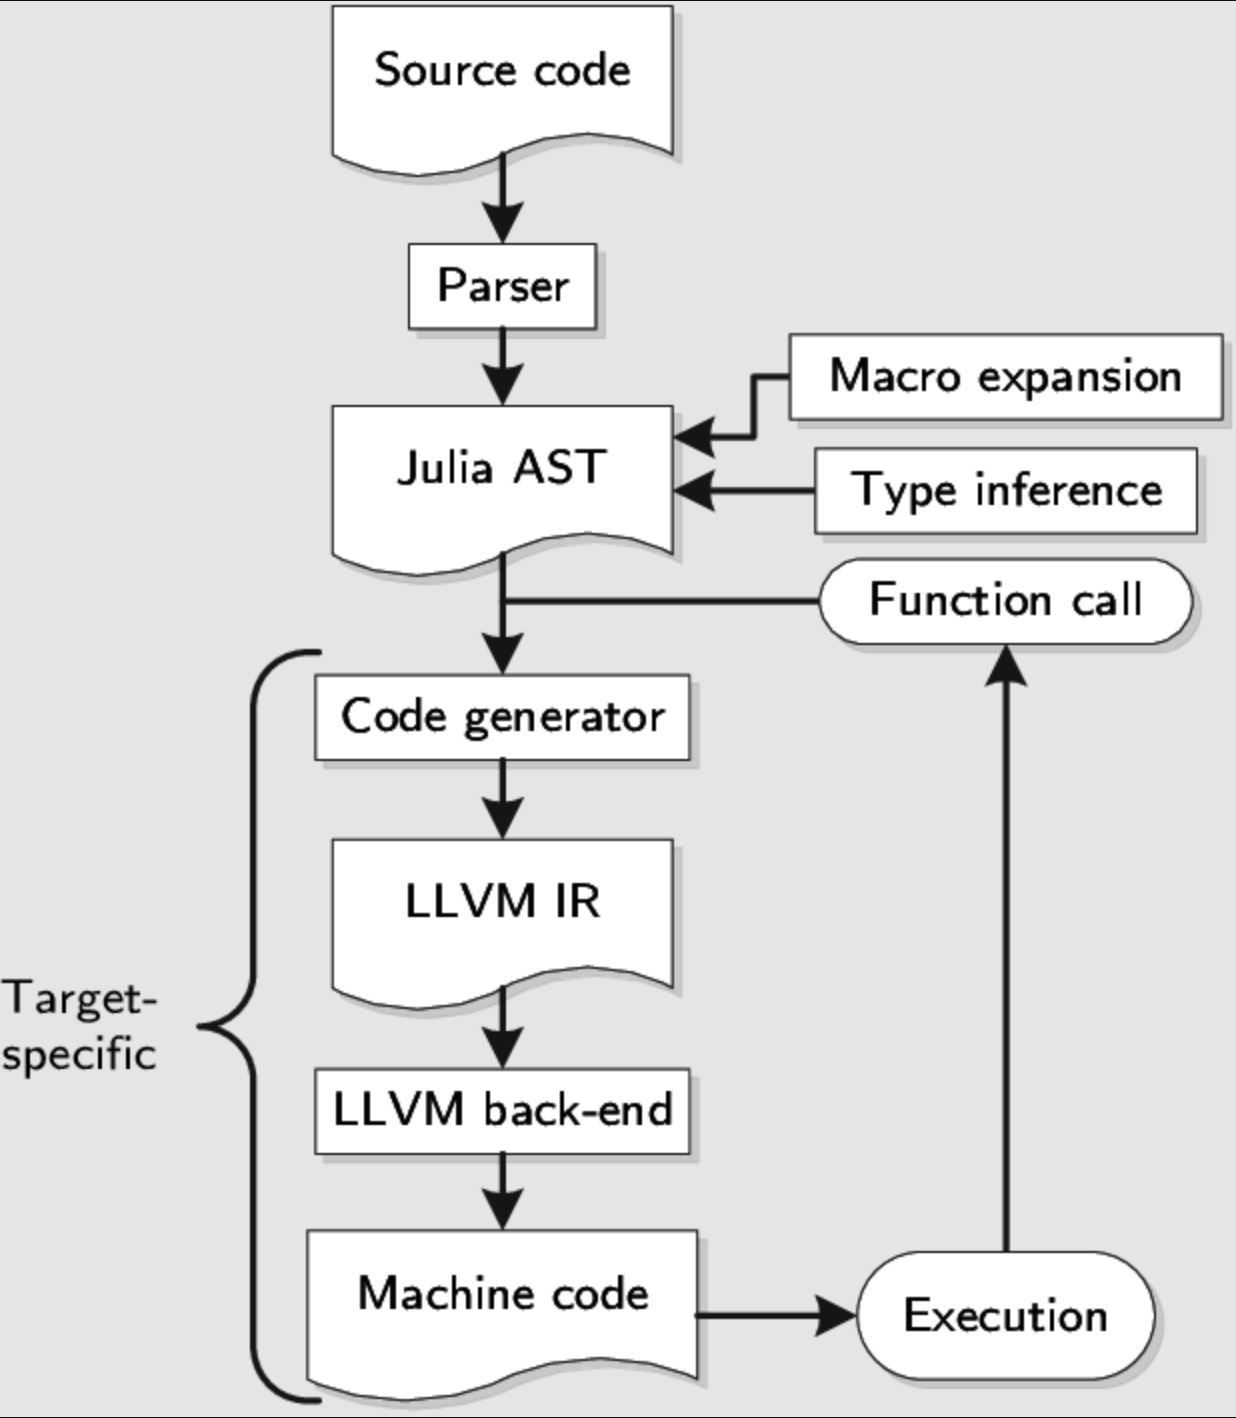 Source code
Parser
Macro expansion
Julia AST
Type inference
Function call
Code generator
LLVM IR
Target-
specific
LLVM back-end
Machine code
Execution